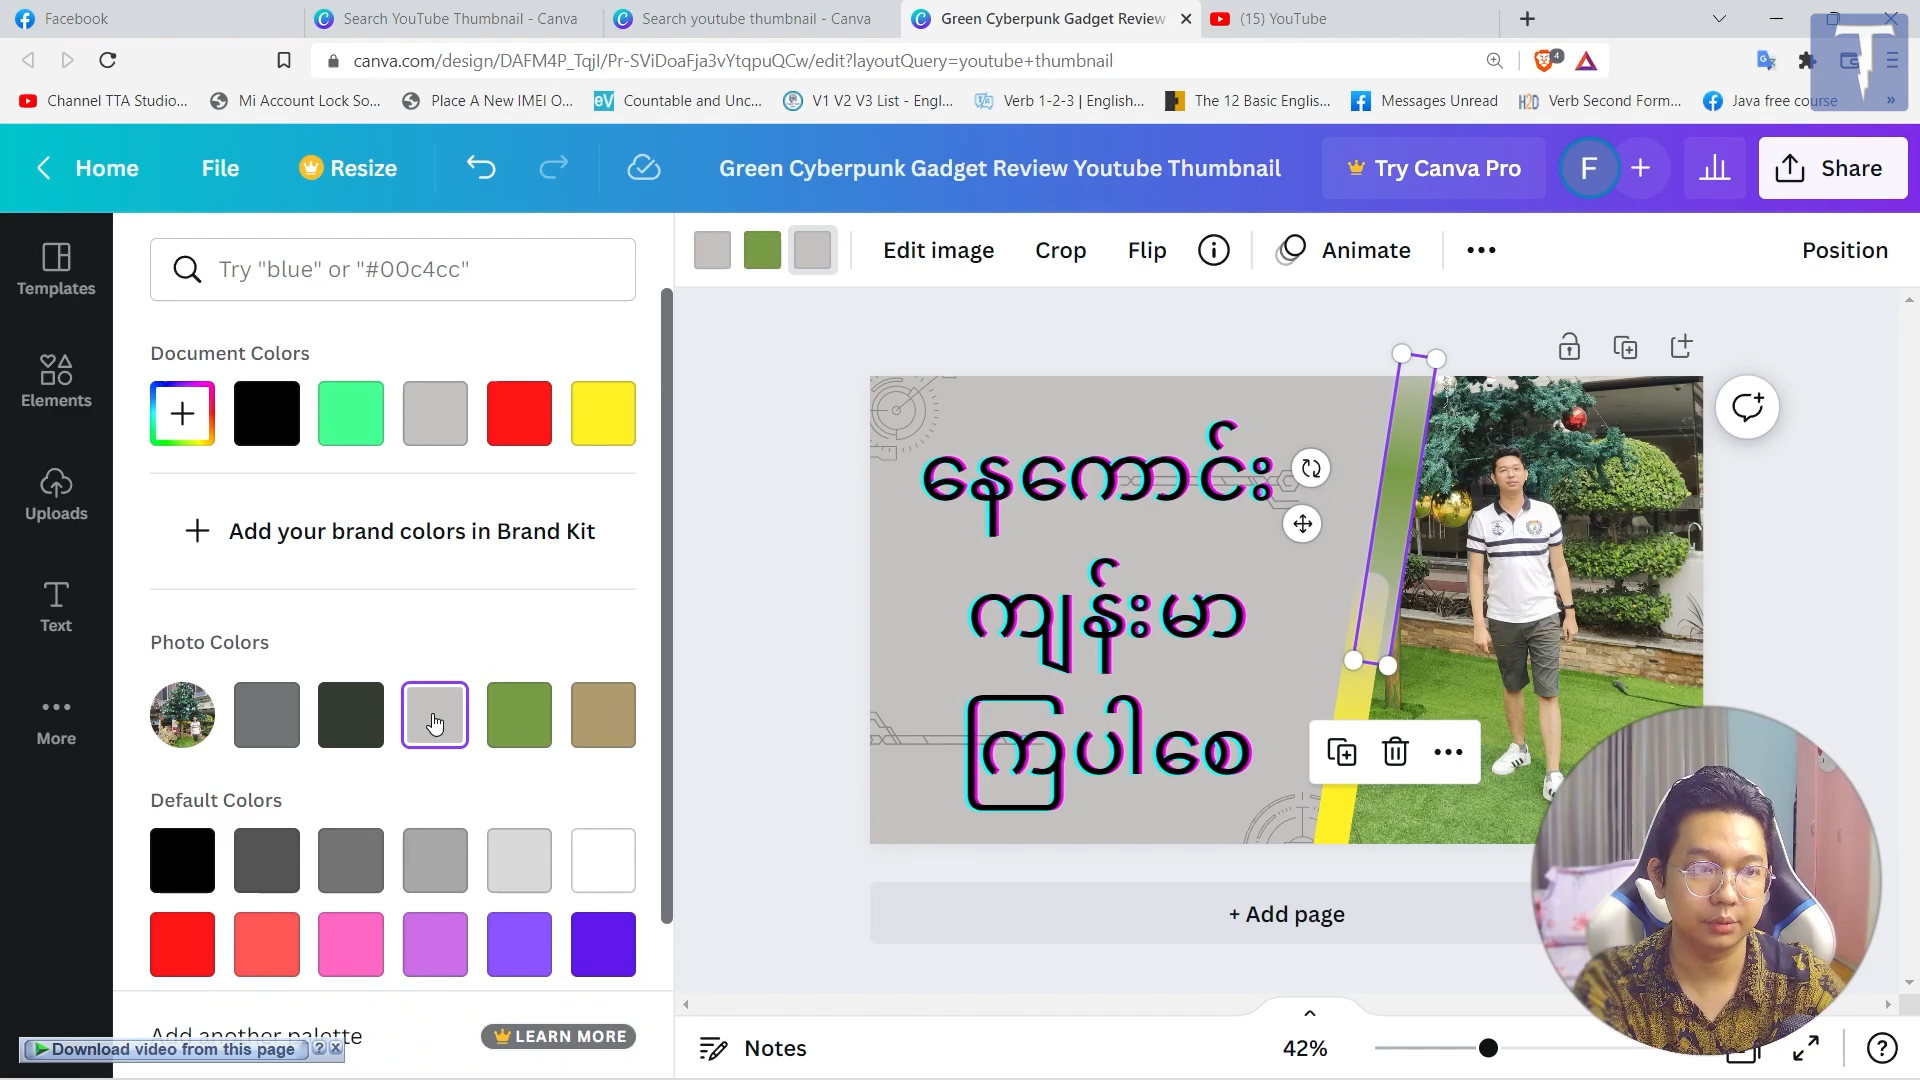 Facebook
Search YouTube Thumbnail - Canva
Search youtube thumbnail - Canva
Green Cyberpunk Gadget Review
(15) YouTube
canva.com/design/DAFM4P_TqjI/Pr-SViDoaFja3vYtqpuQCw/edit?layoutQuery=youtube+thumbnail
4
Channel TTA Studio...
Mi Account Lock So...
Place A New IMEI O...
Countable and Unc...
V1 V2 V3 List - Engl...
Verb 1-2-3 | English...
The 12 Basic Englis...
Messages Unread
Verb Second Form...
Java free course
»
Home
File
Resize
Green Cyberpunk Gadget Review Youtube Thumbnail
Try Canva Pro
F
Share
Templates
Elements
Uploads
Text
More
Try "blue" or "#00c4cc"
Document Colors
Add your brand colors in Brand Kit
Photo Colors
Default Colors
Add another palette
LEARN MORE
Download video from this page
Edit image
Crop
Flip
Animate
Position
နေကောင်း
ကျန်းမာ
ကြပါစေ
+ Add page
Notes
42%